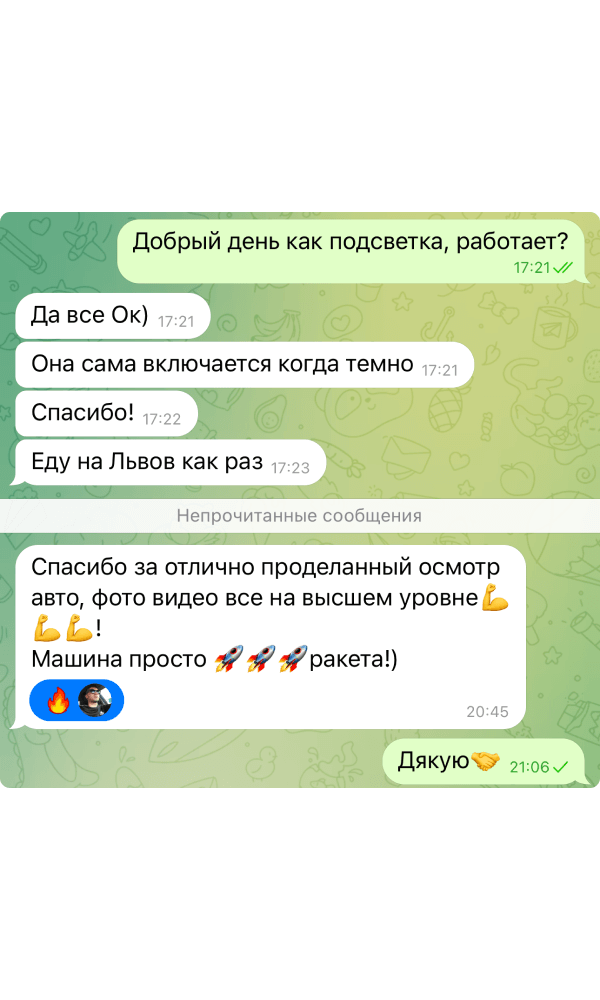 Добрый день как подсветка, работает?
17:21
Да все Ок) 17:21
Она сама включается когда темно 17:21
Спасибо! 17:22
Еду на Львов как раз 17:23
Непрочитанные сообщения
Спасибо за отлично проделанный осмотр
авто, фото видео все на высшем уровне💪
💪💪!
Машина просто 🚀🚀🚀ракета!)
🔥
20:45
Дякую🤝 21:06